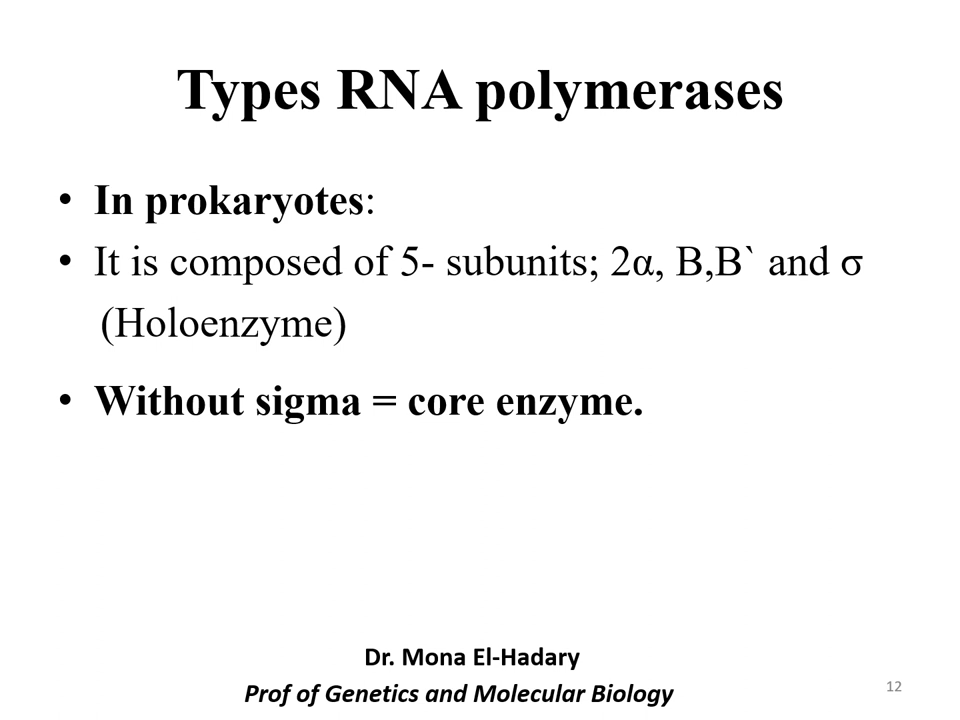 Types RNA polymerases
• In prokaryotes:
• It is composed of 5- subunits; 2α, B,B` and σ
(Holoenzyme)
• Without sigma = core enzyme.
Dr. Mona El-Hadary
Prof of Genetics and Molecular Biology
12